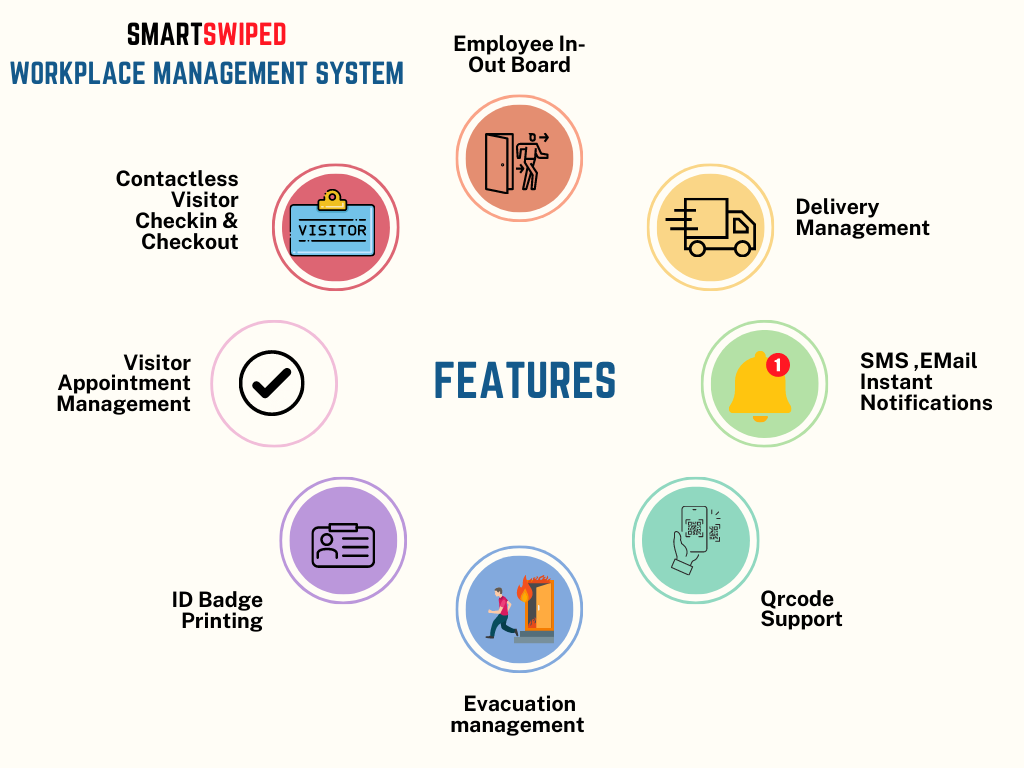 SMARTSWIPED
WORKPLACE MANAGEMENT SYSTEM
Employee In-
Out Board
Contactless
Visitor
Checkin &
Checkout
VISITOR
Delivery
Management
Visitor
Appointment
Management
FEATURES
1
SMS ,EMail
Instant
Notifications
ID Badge
Printing
Qrcode
Support
Evacuation
management